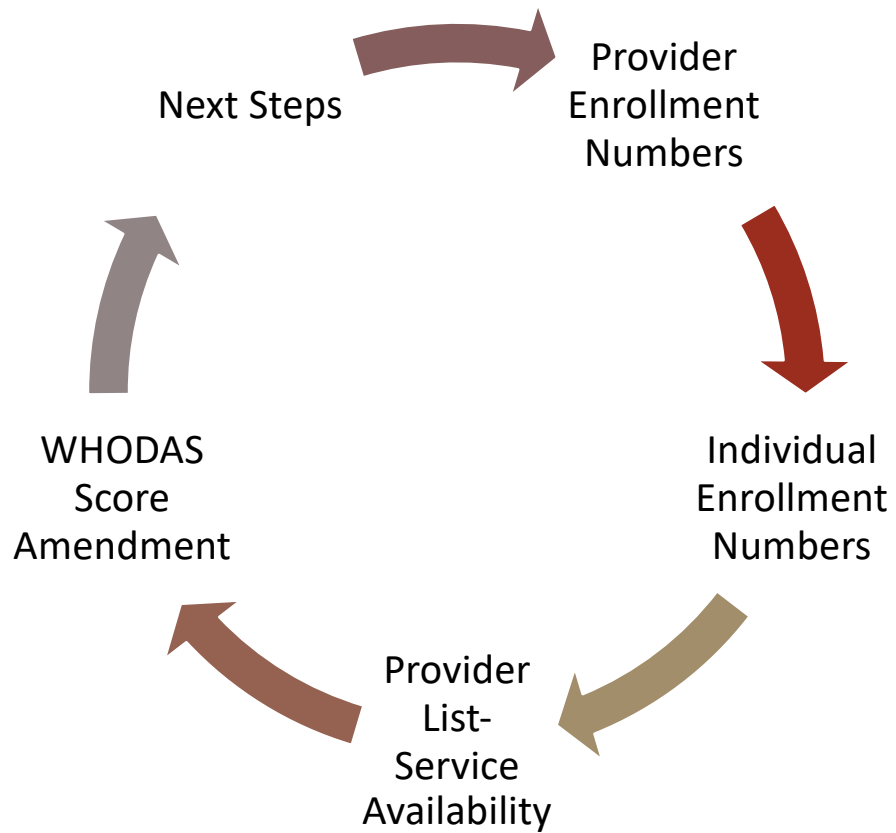 Next Steps
Provider
Enrollment
Numbers
Individual
Enrollment
Numbers
Provider
List-
Service
Availability
WHODAS
Score
Amendment